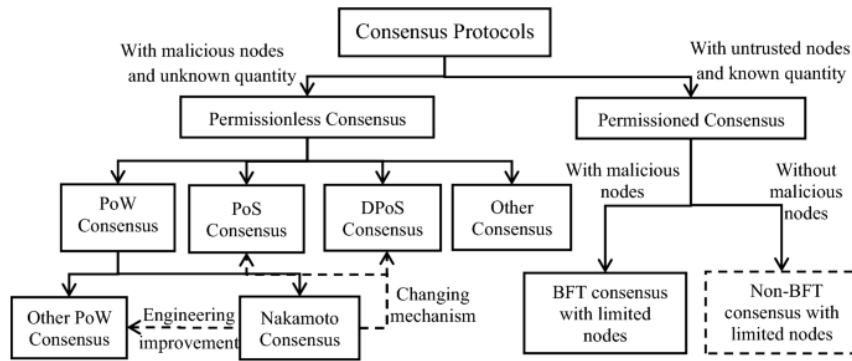 Consensus Protocols
With malicious nodes
and unknown quantity
With untrusted nodes
and known quantity
Permissionless Consensus
Permissioned Consensus
With malicious
nodes
Without
malicious
nodes
PoW
Consensus
PoS
Consensus
DPoS
Consensus
Other
Consensus
Other PoW
Consensus
Engineering
improvement
Nakamoto
Consensus
Changing
mechanism
BFT consensus
with limited
nodes
Non-BFT
consensus with
limited nodes